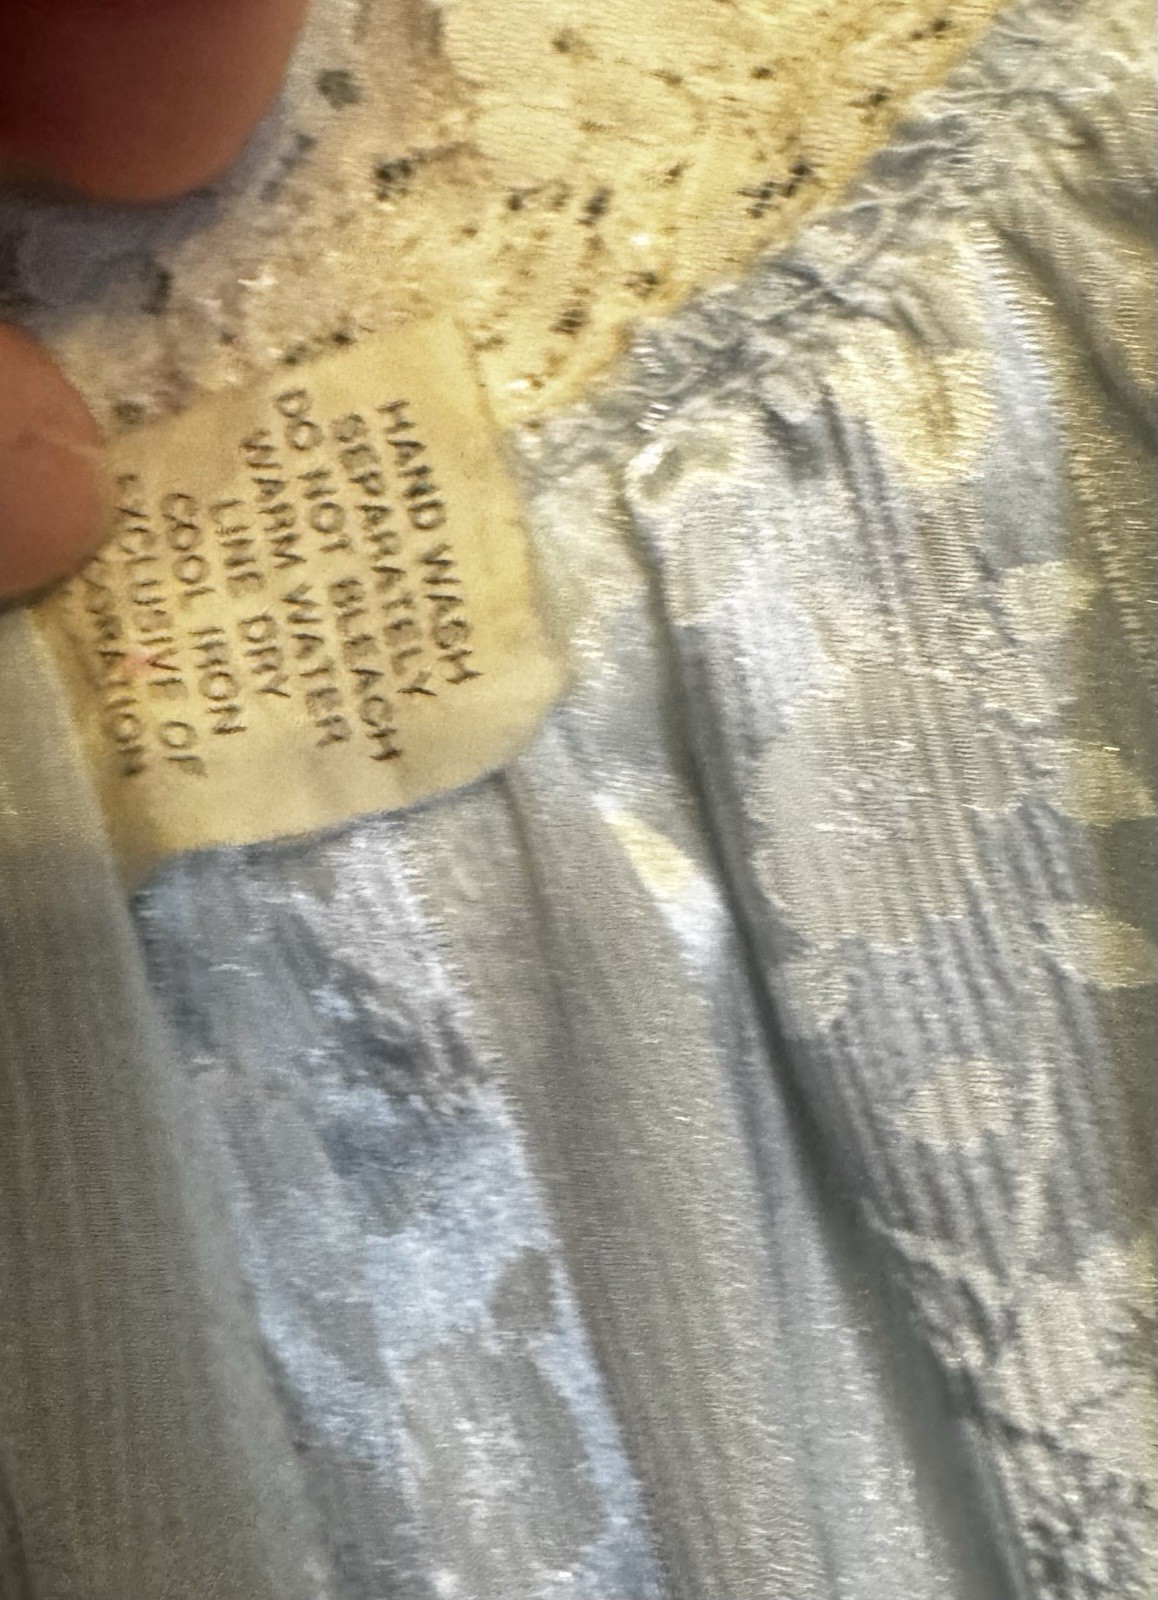 HAND WASH
SEPARATELY
DO NOT BLEACH
WARM WATER
LINE DRY
COOL IRON
EXCLUSIVE OF